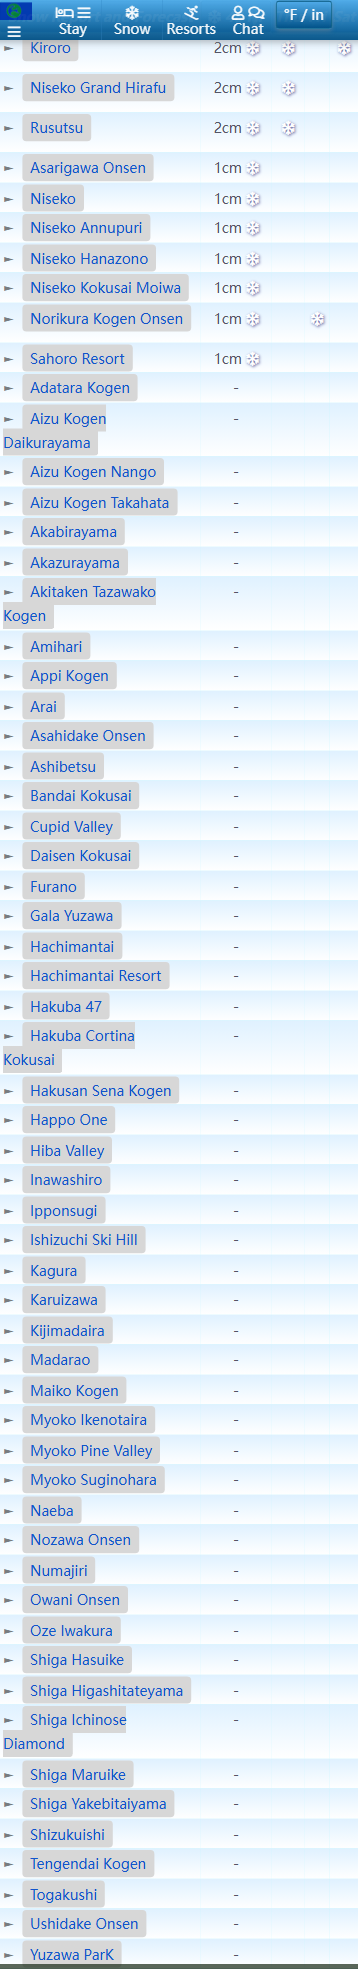 Stay Snow Resorts Chat °F / in
► Kiroro 2cm
► Niseko Grand Hirafu 2cm
► Rusutsu 2cm
► Asarigawa Onsen 1cm
► Niseko 1cm
► Niseko Annupuri 1cm
► Niseko Hanazono 1cm
► Niseko Kokusai Moiwa 1cm
► Norikura Kogen Onsen 1cm
► Sahoro Resort 1cm
► Adatara Kogen -
► Aizu Kogen -
Daikurayama
► Aizu Kogen Nango -
► Aizu Kogen Takahata -
► Akabirayama -
► Akazurayama -
► Akitaken Tazawako -
Kogen
► Amihari -
► Appi Kogen -
► Arai -
► Asahidake Onsen -
► Ashibetsu -
► Bandai Kokusai -
► Cupid Valley -
► Daisen Kokusai -
► Furano -
► Gala Yuzawa -
► Hachimantai -
► Hachimantai Resort -
► Hakuba 47 -
► Hakuba Cortina -
Kokusai
► Hakusan Sena Kogen -
► Happo One -
► Hiba Valley -
► Inawashiro -
► Ipponsugi -
► Ishizuchi Ski Hill -
► Kagura -
► Karuizawa -
► Kijimadaira -
► Madarao -
► Maiko Kogen -
► Myoko Ikenotaira -
► Myoko Pine Valley -
► Myoko Suginohara -
► Naeba -
► Nozawa Onsen -
► Numajiri -
► Owani Onsen -
► Oze Iwakura -
► Shiga Hasuike -
► Shiga Higashitateyama -
► Shiga Ichinose -
Diamond
► Shiga Maruike -
► Shiga Yakebitaiyama -
► Shizukuishi -
► Tengendai Kogen -
► Togakushi -
► Ushidake Onsen -
► Yuzawa ParK -